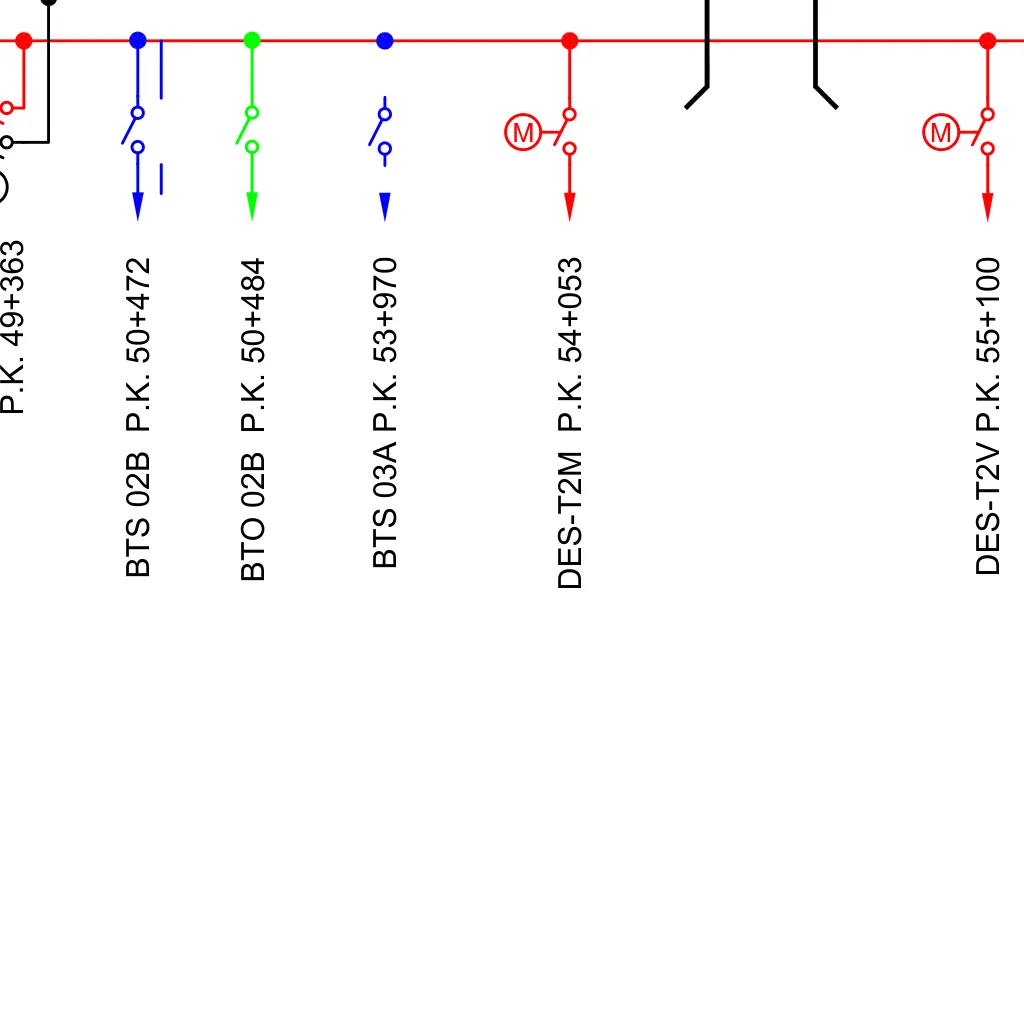 M
M
P.K. 49+363
BTS 02B P.K. 50+472
BTO 02B P.K. 50+484
BTS 03A P.K. 53+970
DES-T2M P.K. 54+053
DES-T2V P.K. 55+100